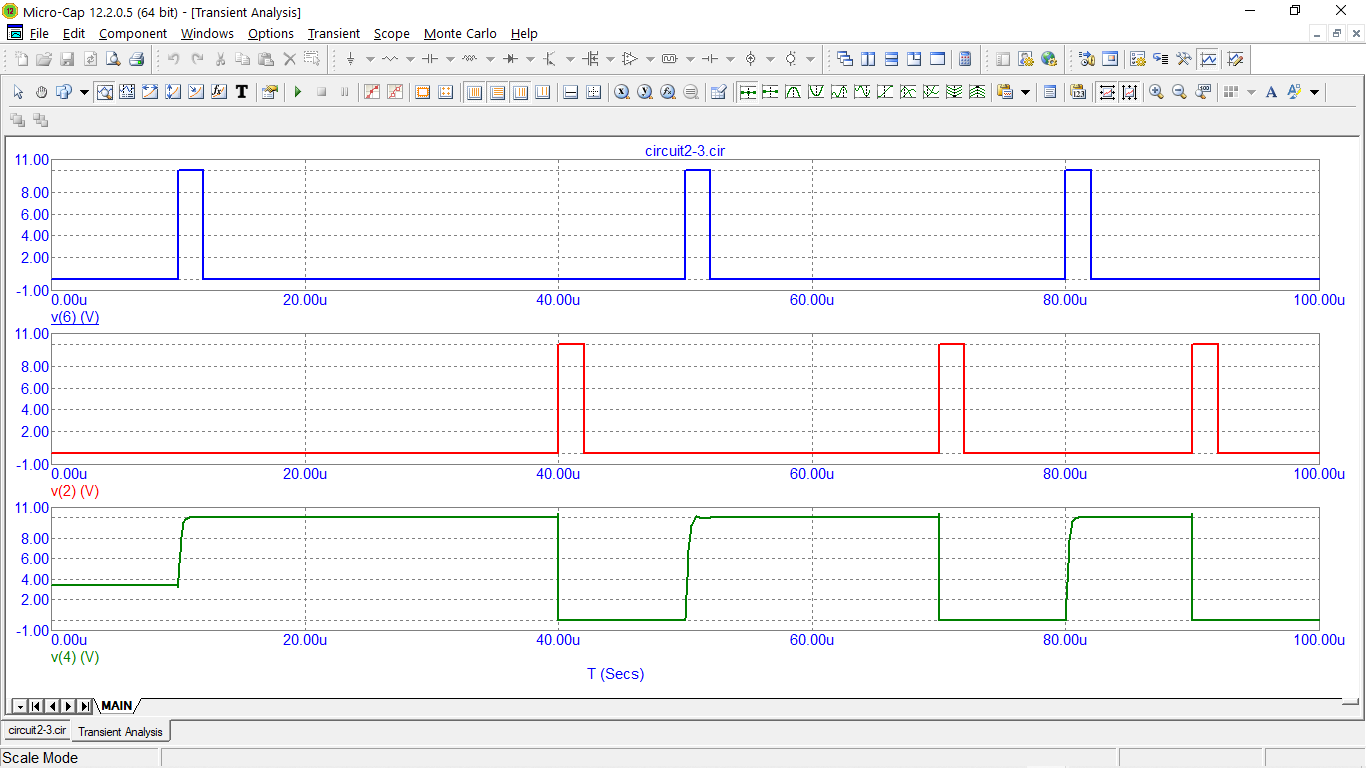 Micro-Cap 12.2.0.5 (64 bit) - [Transient Analysis]
File Edit Component Windows Options Transient Scope Monte Carlo Help
circuit2-3.cir
11.00
8.00
6.00
4.00
2.00
-1.00
0.00u 20.00u 40.00u 60.00u 80.00u 100.00u
v(6) (V)
11.00
8.00
6.00
4.00
2.00
-1.00
0.00u 20.00u 40.00u 60.00u 80.00u 100.00u
v(2) (V)
11.00
8.00
6.00
4.00
2.00
-1.00
0.00u 20.00u 40.00u 60.00u 80.00u 100.00u
v(4) (V)
T (Secs)
MAIN
circuit2-3.cir Transient Analysis
Scale Mode